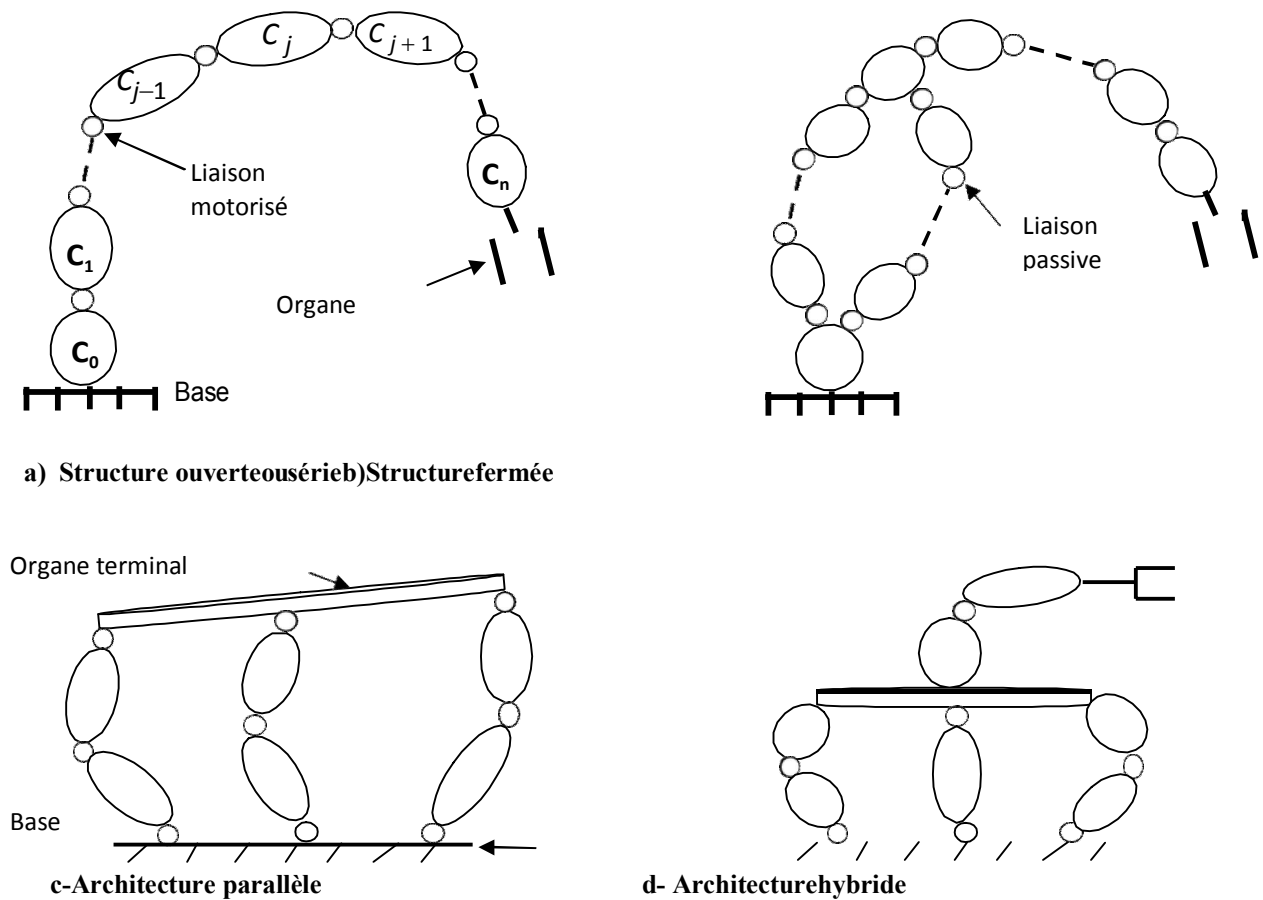 C j
C j + 1
C j–1
Liaison
motorisé
C n
C 1
Organe
C 0
Base
Liaison
passive
a) Structure ouverteousérieb)Structurefermée
Organe terminal
Base
c-Architecture parallèle
d- Architecturehybride